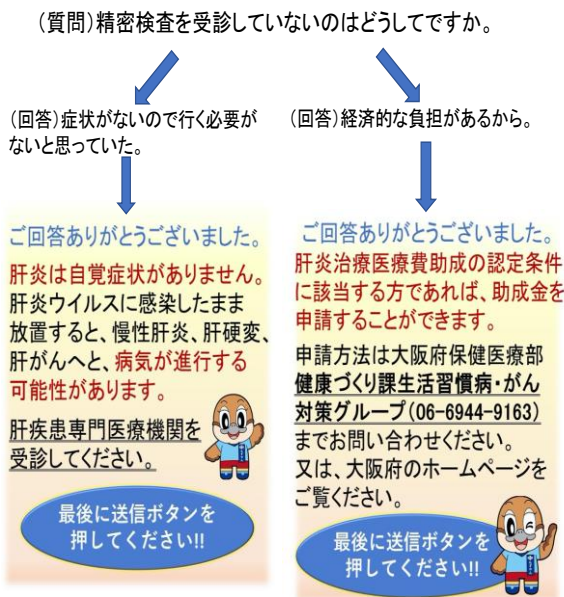 (質問)精密検査を受診していないのはどうしてですか。
(回答)症状がないので行く必要が
ないと思っていた。
ご回答ありがとうございました。
肝炎は自覚症状がありません。
肝炎ウイルスに感染したまま
放置すると、慢性肝炎、肝硬変、
肝がんへと、病気が進行する
可能性があります。
肝疾患専門医療機関を
受診してください。
最後に送信ボタンを
押してください!!
(回答)経済的な負担があるから。
ご回答ありがとうございました。
肝炎治療医療費助成の認定条件
に該当する方であれば、助成金を
申請することができます。
申請方法は大阪府保健医療部
健康づくり課生活習慣病・がん
対策グループ(06-6944-9163)
までお問い合わせください。
又は、大阪府のホームページを
ご覧ください。
最後に送信ボタンを
押してください!!